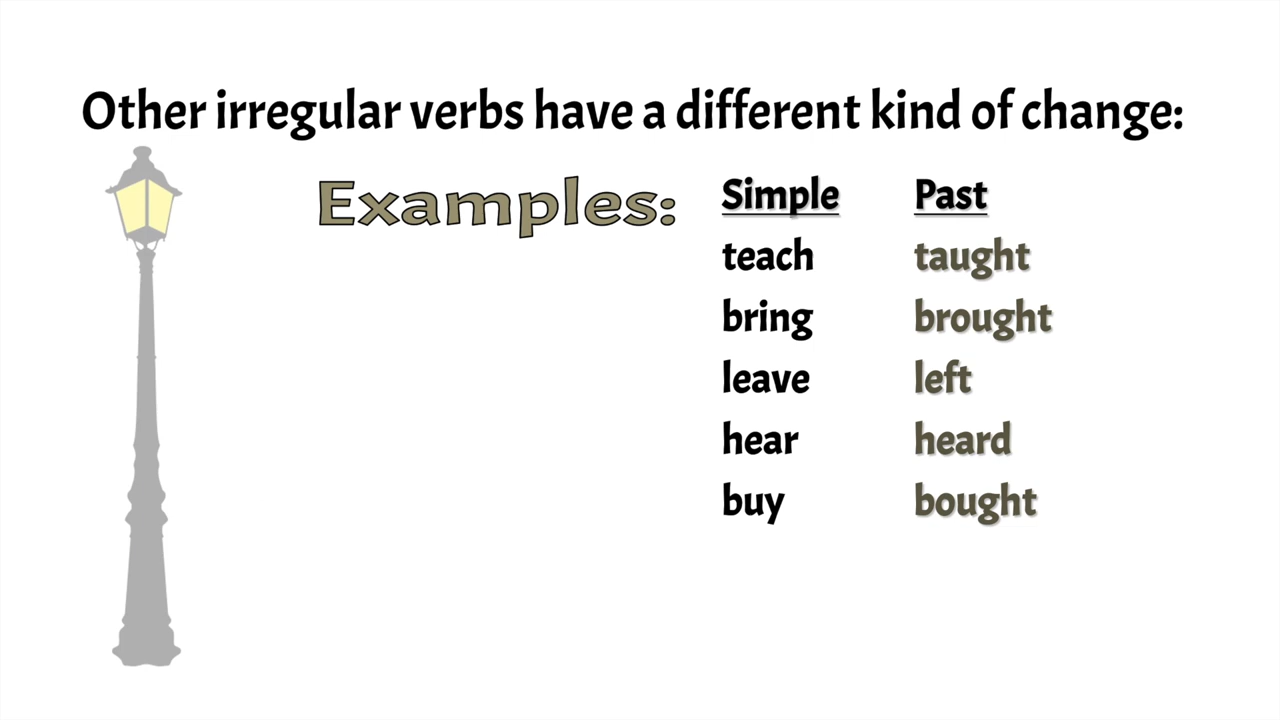 Other irregular verbs have a different kind of change:
Examples:
Simple Past
teach taught
bring brought
leave left
hear heard
buy bought